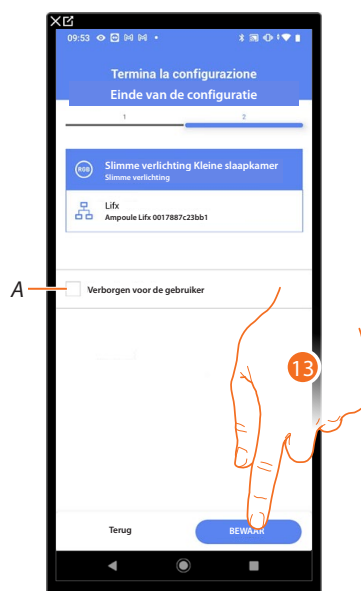 09:53
Termina la configurazione
Einde van de configuratie
1 2
RGB
Slimme verlichting Kleine slaapkamer
Slimme verlichting
Lifx
Ampoule Lifx 0017887c23bb1
A
Verborgen voor de gebruiker
13
Terug
BEWAAR